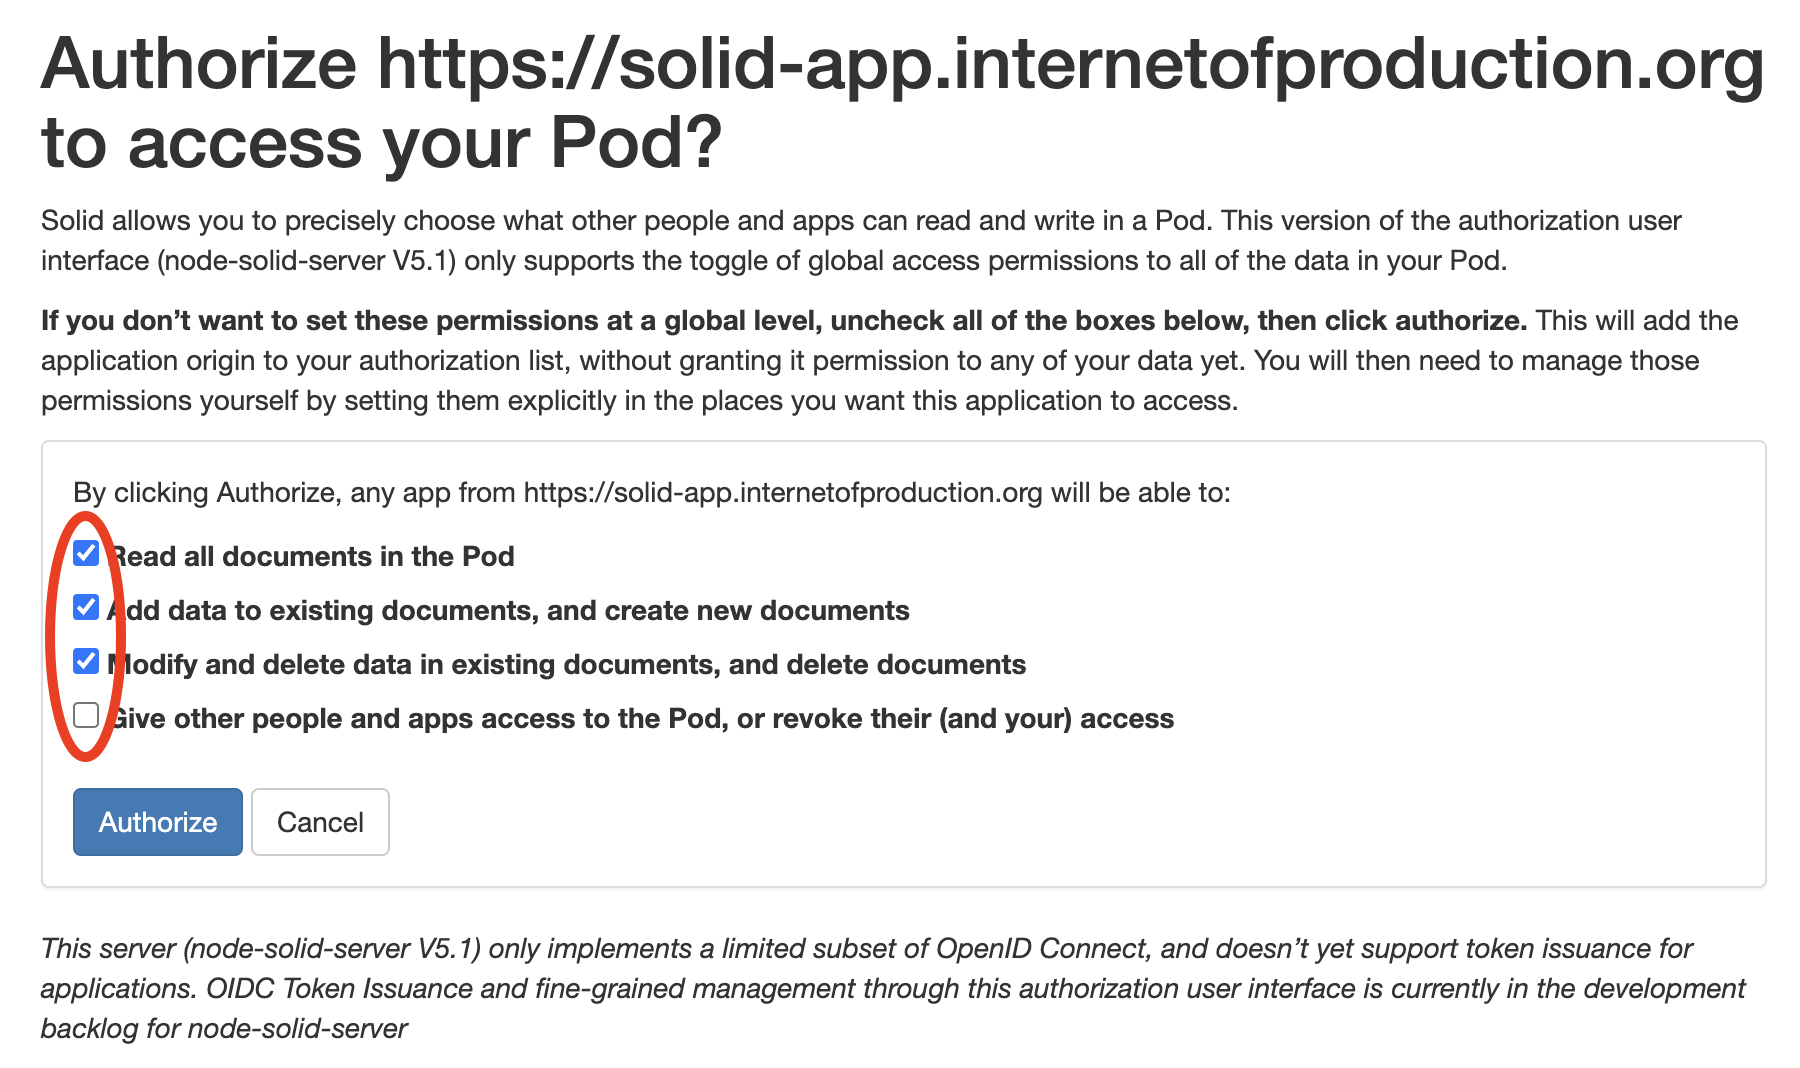 Authorize https://solid-app.internetofproduction.org
to access your Pod?
Solid allows you to precisely choose what other people and apps can read and write in a Pod. This version of the authorization user
interface (node-solid-server V5.1) only supports the toggle of global access permissions to all of the data in your Pod.
If you don’t want to set these permissions at a global level, uncheck all of the boxes below, then click authorize. This will add the
application origin to your authorization list, without granting it permission to any of your data yet. You will then need to manage those
permissions yourself by setting them explicitly in the places you want this application to access.
By clicking Authorize, any app from https://solid-app.internetofproduction.org will be able to:
Read all documents in the Pod
Add data to existing documents, and create new documents
Modify and delete data in existing documents, and delete documents
Give other people and apps access to the Pod, or revoke their (and your) access
Authorize Cancel
This server (node-solid-server V5.1) only implements a limited subset of OpenID Connect, and doesn’t yet support token issuance for
applications. OIDC Token Issuance and fine-grained management through this authorization user interface is currently in the development
backlog for node-solid-server